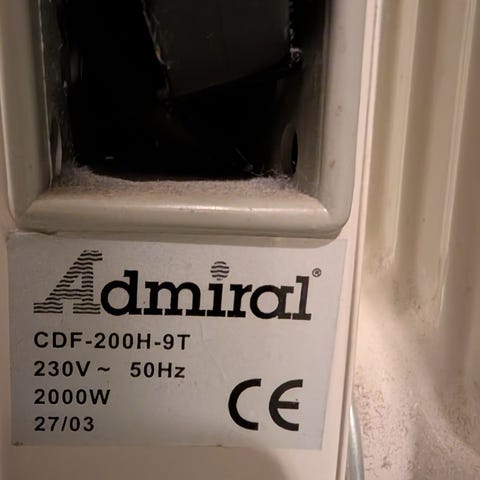 Admiral®
CDF-200H-9T
230V ~ 50Hz
2000W
27/03
CE